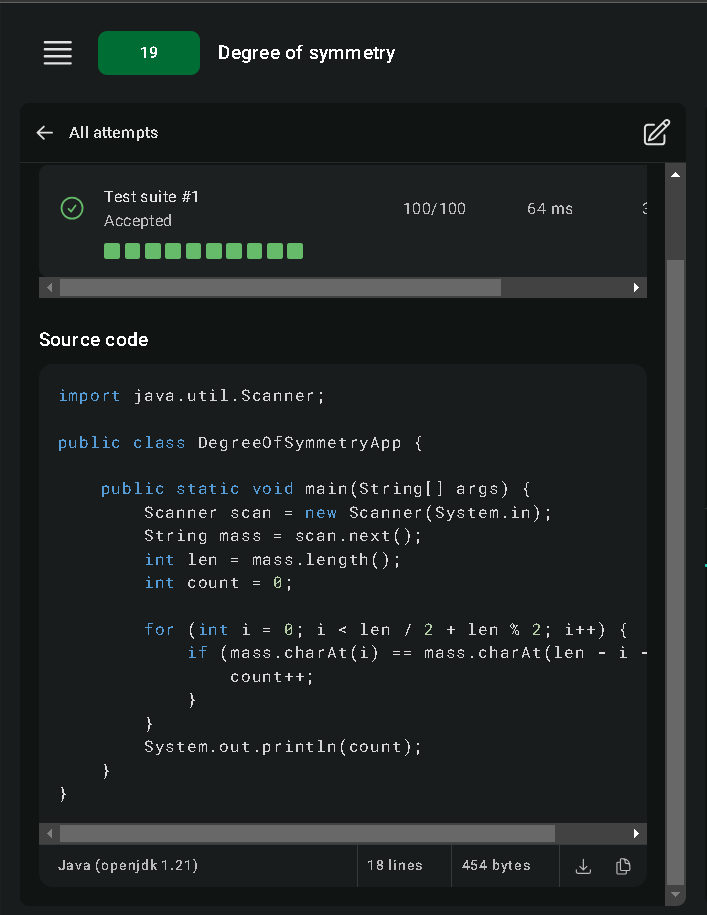 19 Degree of symmetry
All attempts
Test suite #1
Accepted
100/100 64 ms
Source code
import java.util.Scanner;
public class DegreeOfSymmetryApp {
public static void main(String[] args) {
Scanner scan = new Scanner(System.in);
String mass = scan.next();
int len = mass.length();
int count = 0;
for (int i = 0; i < len / 2 + len % 2; i++) {
if (mass.charAt(i) == mass.charAt(len - i -
count++;
}
}
System.out.println(count);
}
}
Java (openjdk 1.21) 18 lines 454 bytes